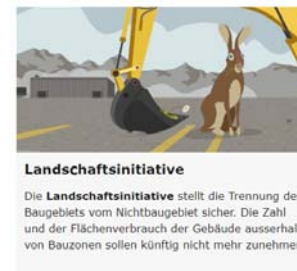 Landschaftsinitiative
Die Landschaftsinitiative stellt die Trennung de
Baugebiets vom Nichtbaugebiet sicher. Die Zahl
und der Flächenverbrauch der Gebäude ausserhal
von Bauzonen sollen künftig nicht mehr zunehme